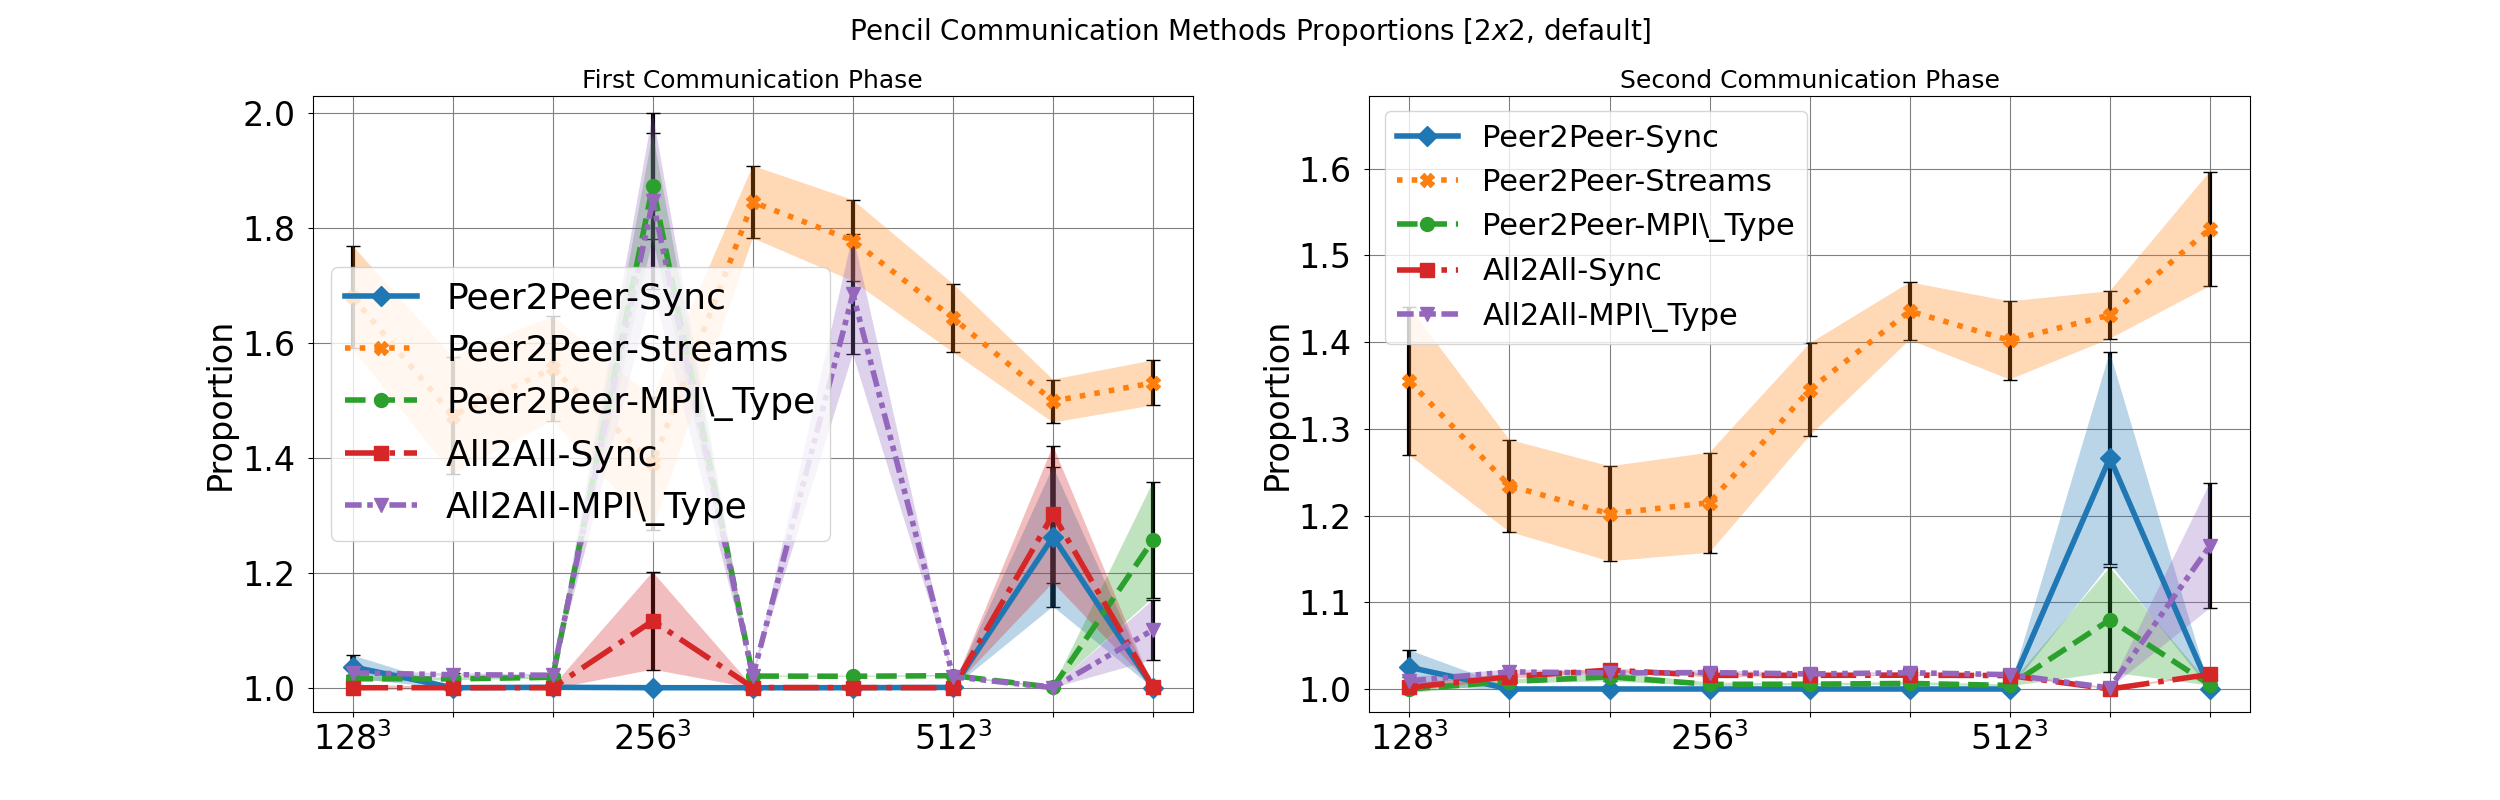 Pencil Communication Methods Proportions [2x2, default]
First Communication Phase
Proportion
2.0
1.8
1.6
1.4
1.2
1.0
Peer2Peer-Sync
Peer2Peer-Streams
Peer2Peer-MPI\_Type
All2All-Sync
All2All-MPI\_Type
128³
256³
512³
Second Communication Phase
Proportion
1.6
1.5
1.4
1.3
1.2
1.1
1.0
Peer2Peer-Sync
Peer2Peer-Streams
Peer2Peer-MPI\_Type
All2All-Sync
All2All-MPI\_Type
128³
256³
512³